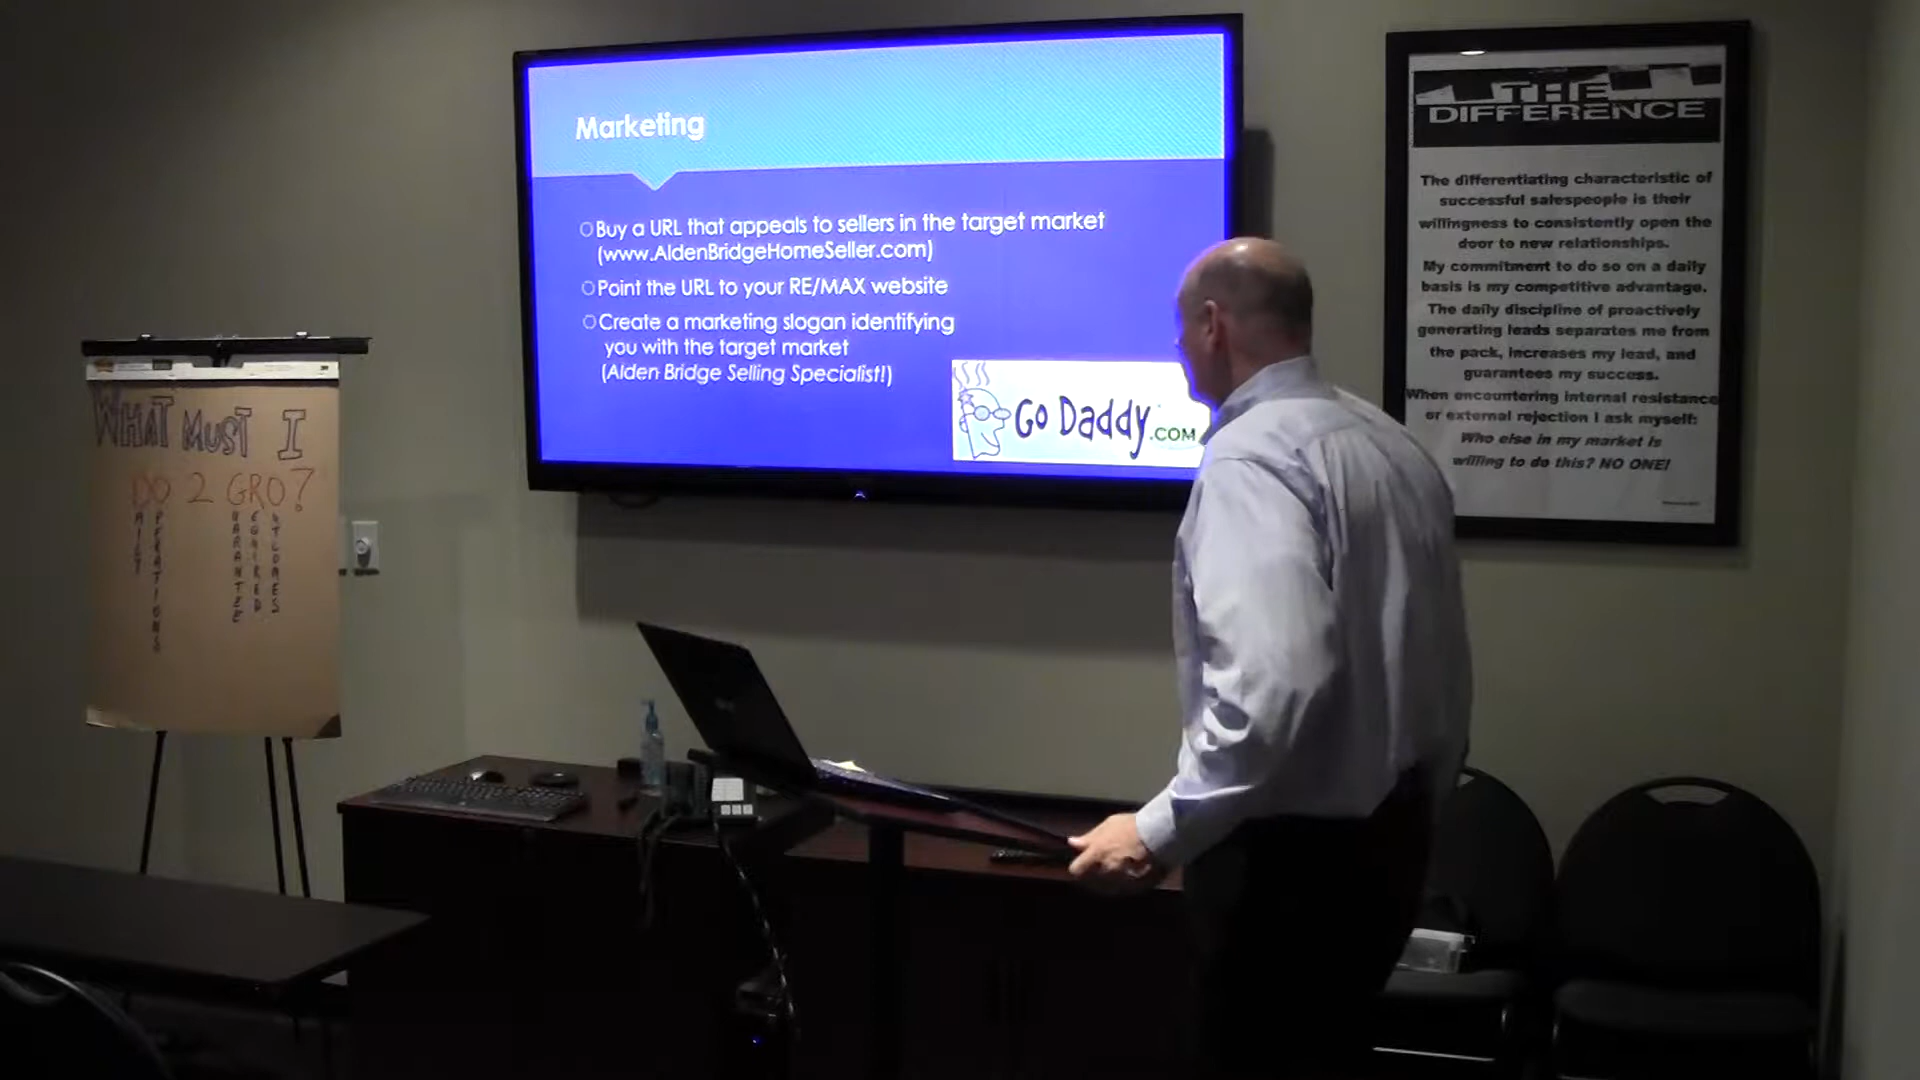 Marketing
Buy a URL that appeals to sellers in the target market
(www.AldenBridgeHomeSeller.com)
Point the URL to your RE/MAX website
Create a marketing slogan identifying
you with the target market
(Alden Bridge Selling Specialist!)
Go Daddy.COM
WHAT MUST I
DO 2 GRO?
DAILY
OPPERATIONS
GUARANTEE
REQUIRED
OUTCOMES
THE
DIFFERENCE
The differentiating characteristic of
successful salespeople is their
willingness to consistently open the
door to new relationships.
My commitment to do so on a daily
basis is my competitive advantage.
The daily discipline of proactively
generating leads separates me from
the pack, increases my lead, and
guarantees my success.
When encountering internal resistance
or external rejection I ask myself:
Who else in my market is
willing to do this? NO ONE!